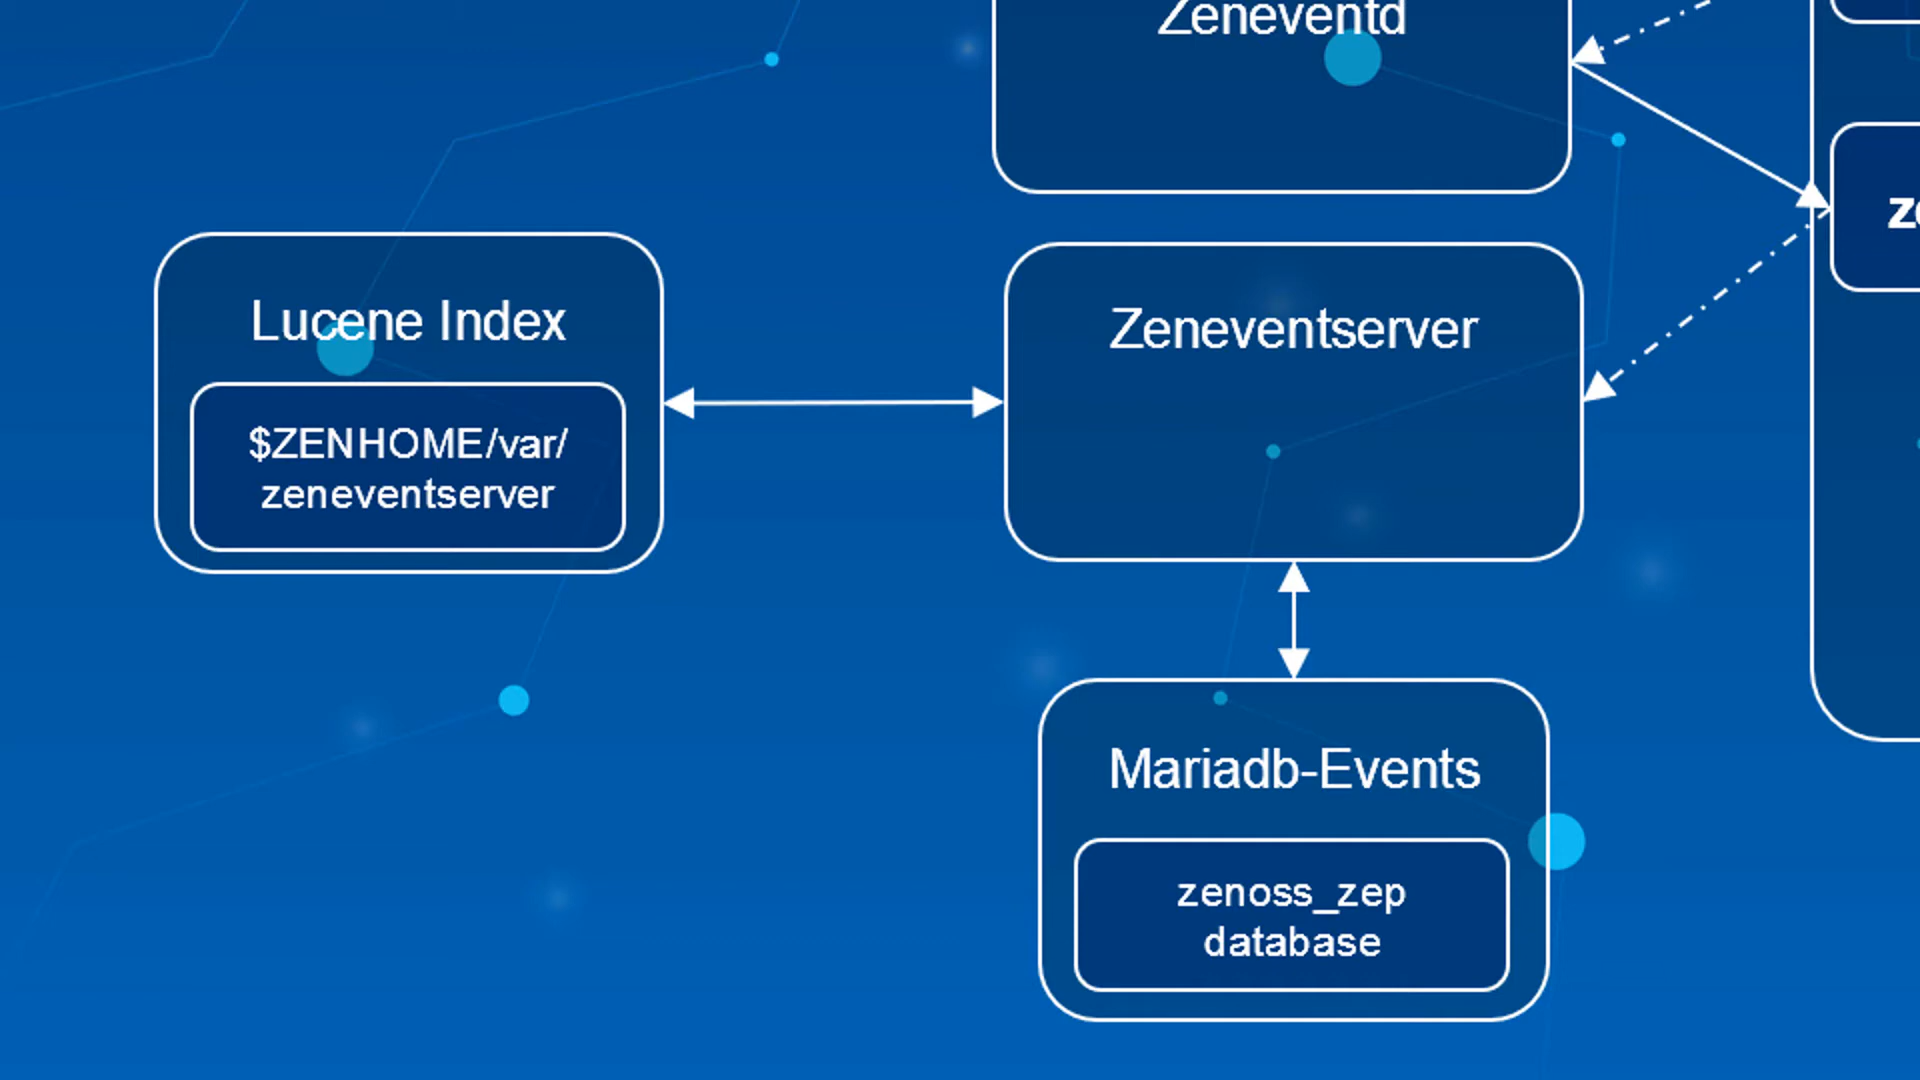 Zeneventd
Lucene Index
$ZENHOME/var/
zeneventserver
Zeneventserver
Mariadb-Events
zenoss_zep
database